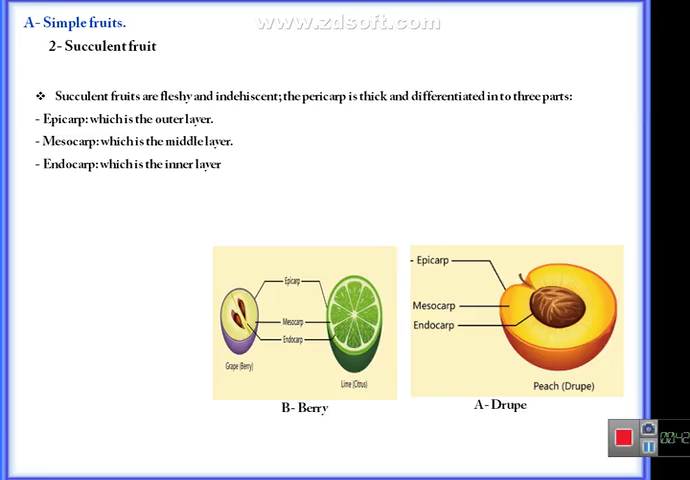 A- Simple fruits.
www.zdsoft.com
2- Succulent fruit
❖ Succulent fruits are fleshy and indehiscent; the pericarp is thick and differentiated in to three parts:
- Epicarp: which is the outer layer.
- Mesocarp: which is the middle layer.
- Endocarp: which is the inner layer
Epicarp
Mesocarp
Endocarp
Grape (Berry)
Lime (Citrus)
B- Berry
- Epicarp
Mesocarp
Endocarp
Peach (Drupe)
A- Drupe
00:42